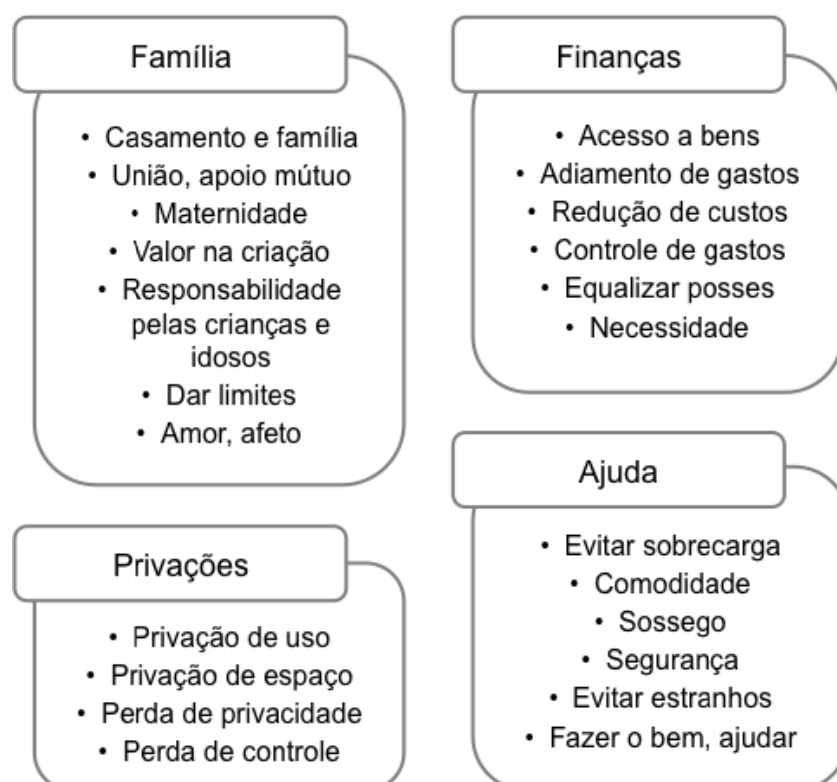 Família
• Casamento e família
• União, apoio mútuo
• Maternidade
• Valor na criação
• Responsabilidade
pelas crianças e
idosos
• Dar limites
• Amor, afeto
Finanças
• Acesso a bens
• Adiamento de gastos
• Redução de custos
• Controle de gastos
• Equalizar posses
• Necessidade
Privações
• Privação de uso
• Privação de espaço
• Perda de privacidade
• Perda de controle
Ajuda
• Evitar sobrecarga
• Comodidade
• Sossego
• Segurança
• Evitar estranhos
• Fazer o bem, ajudar